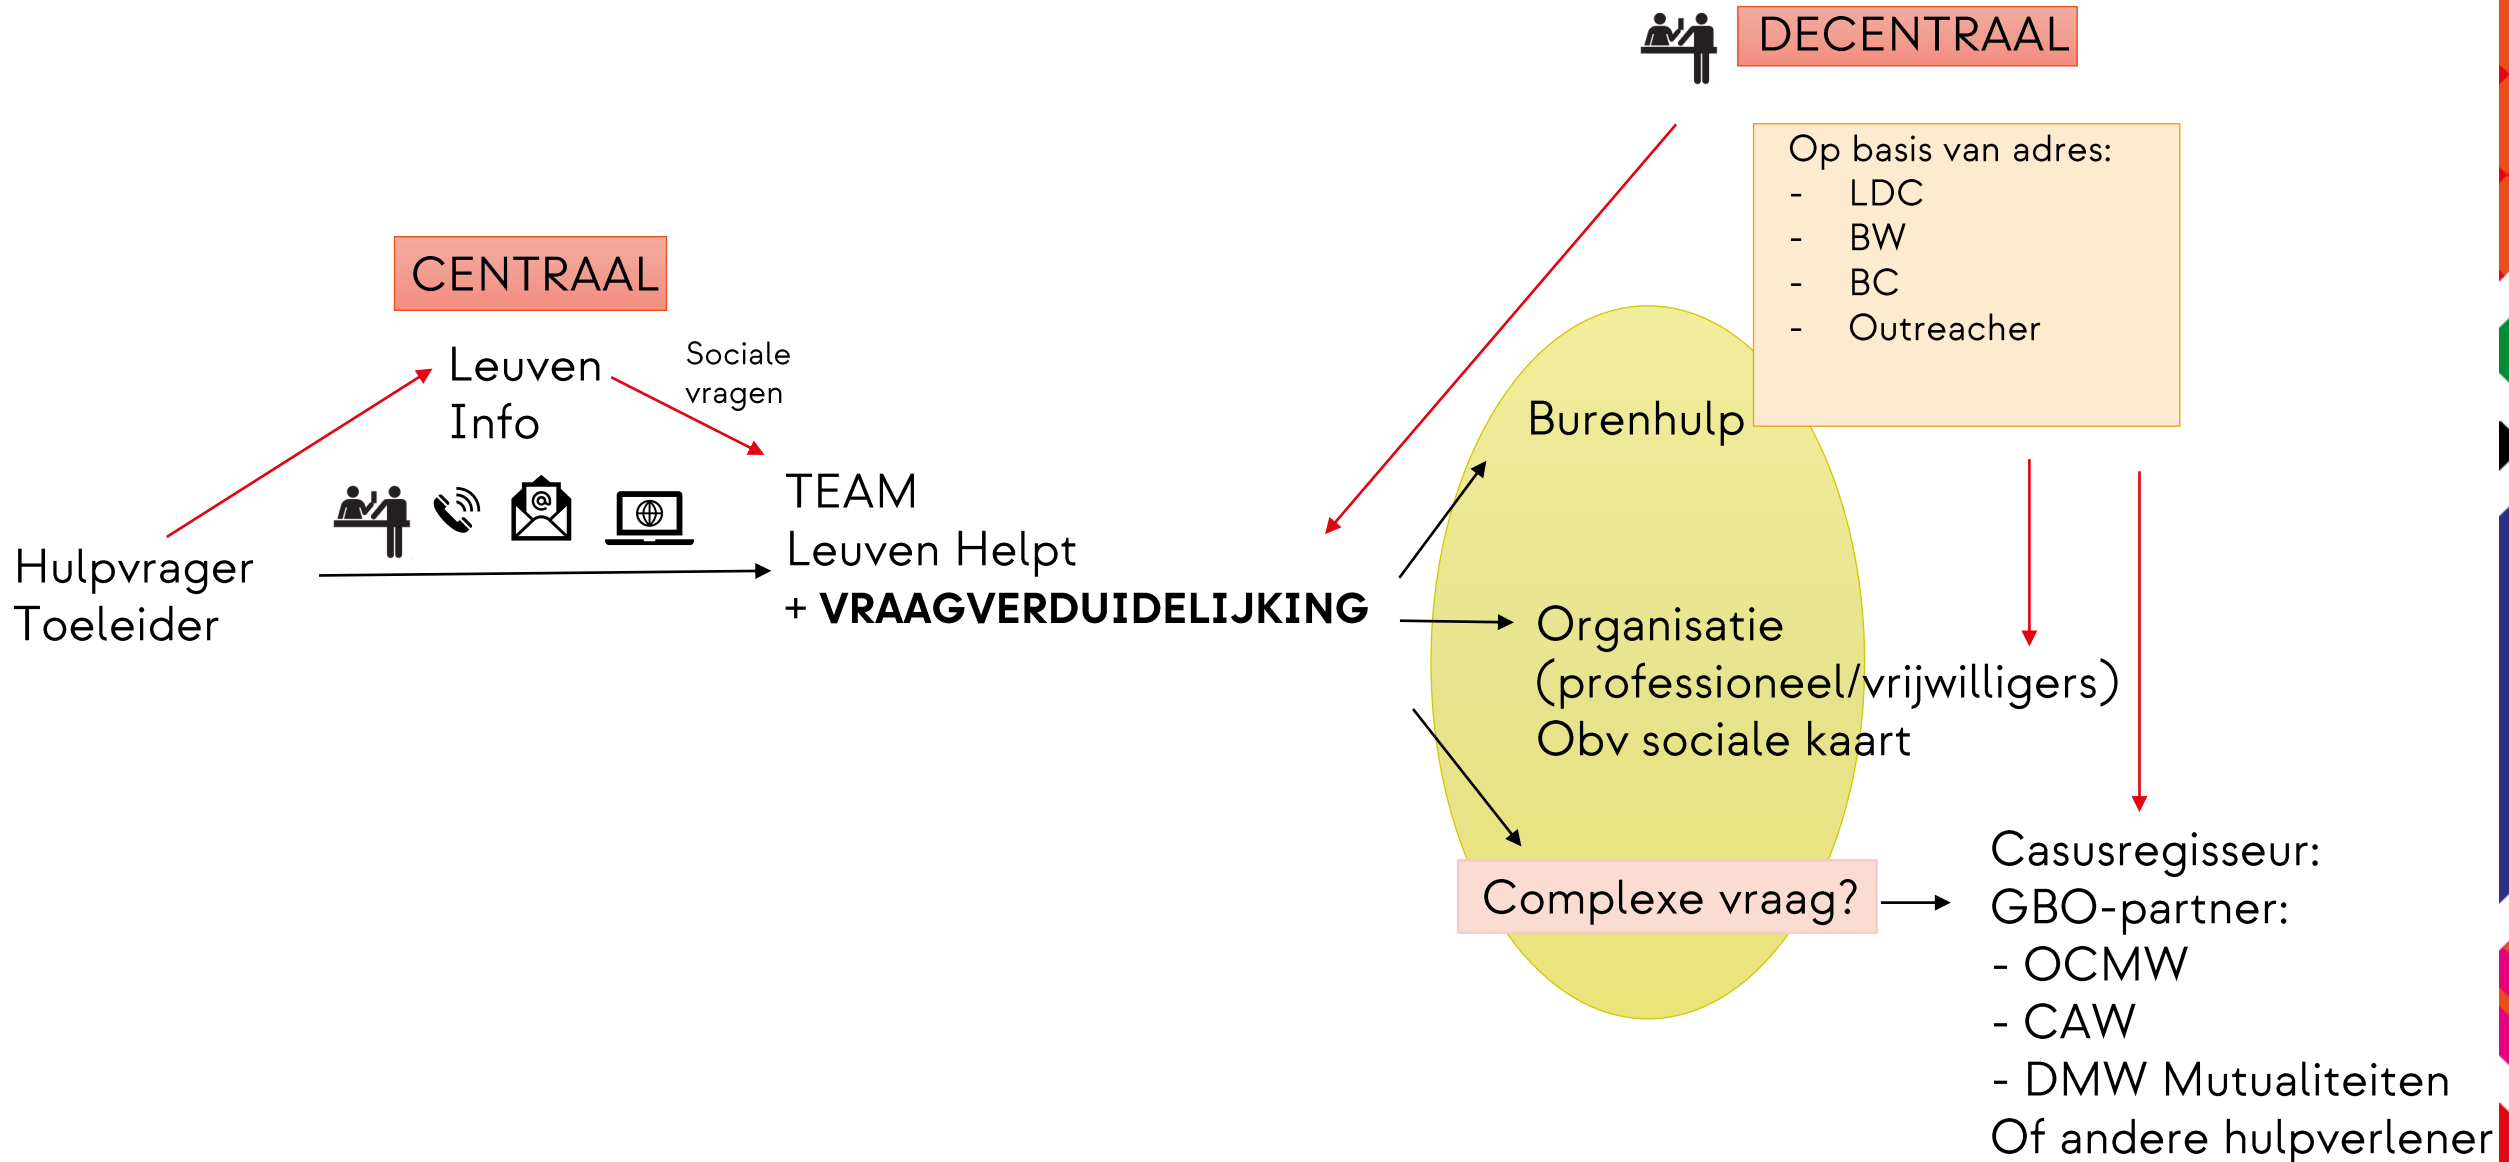 DECENTRAAL
Op basis van adres:
- LDC
- BW
- BC
- Outreacher
CENTRAAL
Leuven
Info
Sociale
vragen
Hulpvrager
Toeleider
TEAM
Leuven Helpt
+ VRAAGVERDUIDELIJKING
Burenhulp
Organisatie
(professioneel/vrijwilligers)
Obv sociale kaart
Complexe vraag?
Casusregisseur:
GBO-partner:
- OCMW
- CAW
- DMW Mutualiteiten
Of andere hulpverlener